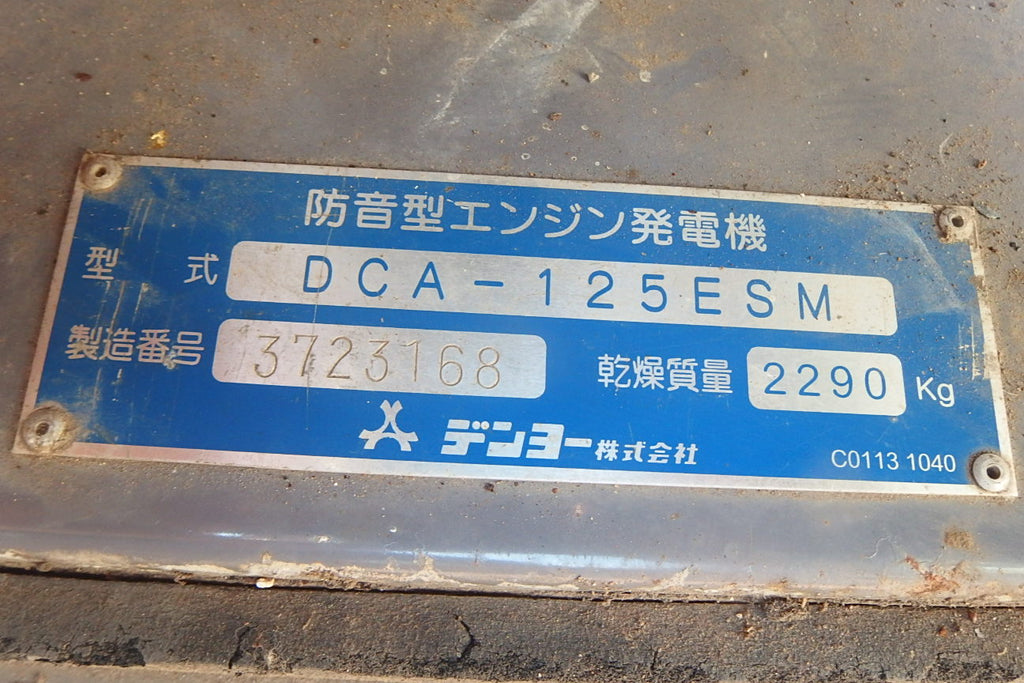 防音型エンジン発電機
型 式 DCA-125ESM
製造番号 3723168 乾燥質量 2290 Kg
デンヨー株式会社 C0113 1040